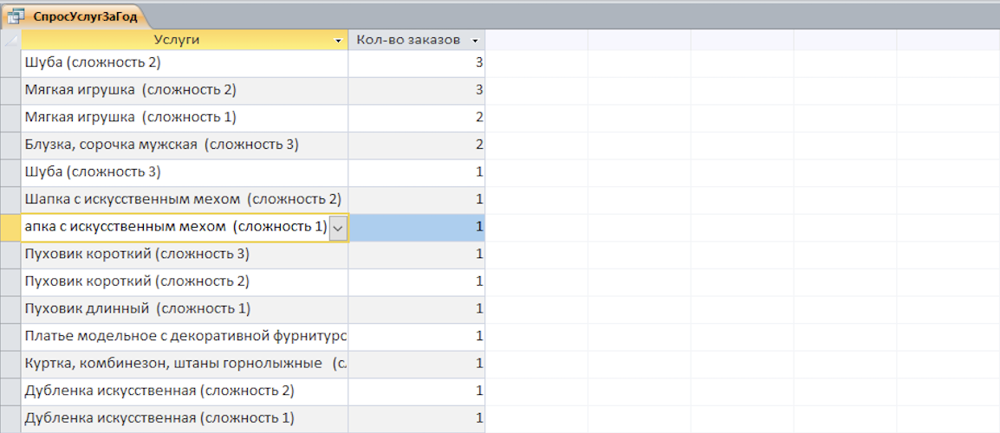 СпросУслугЗаГод
Услуги Кол-во заказов
Шуба (сложность 2) 3
Мягкая игрушка (сложность 2) 3
Мягкая игрушка (сложность 1) 2
Блузка, сорочка мужская (сложность 3) 2
Шуба (сложность 3) 1
Шапка с искусственным мехом (сложность 2) 1
апка с искусственным мехом (сложность 1) 1
Пуховик короткий (сложность 3) 1
Пуховик короткий (сложность 2) 1
Пуховик длинный (сложность 1) 1
Платье модельное с декоративной фурнитурс 1
Куртка, комбинезон, штаны горнолыжные (сл 1
Дубленка искусственная (сложность 2) 1
Дубленка искусственная (сложность 1) 1